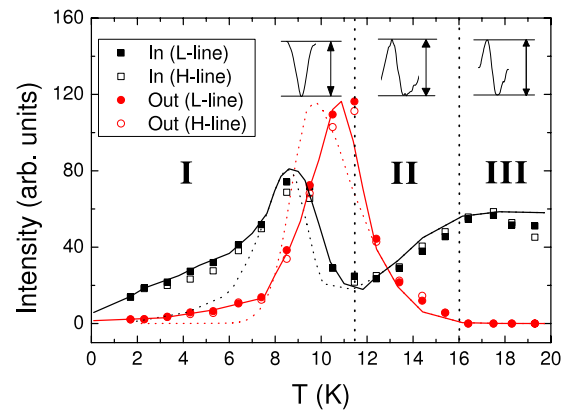 160
120
80
40
0
Intensity (arb. units)
In (L-line)
In (H-line)
Out (L-line)
Out (H-line)
I
II
III
0 2 4 6 8 10 12 14 16 18 20
T (K)